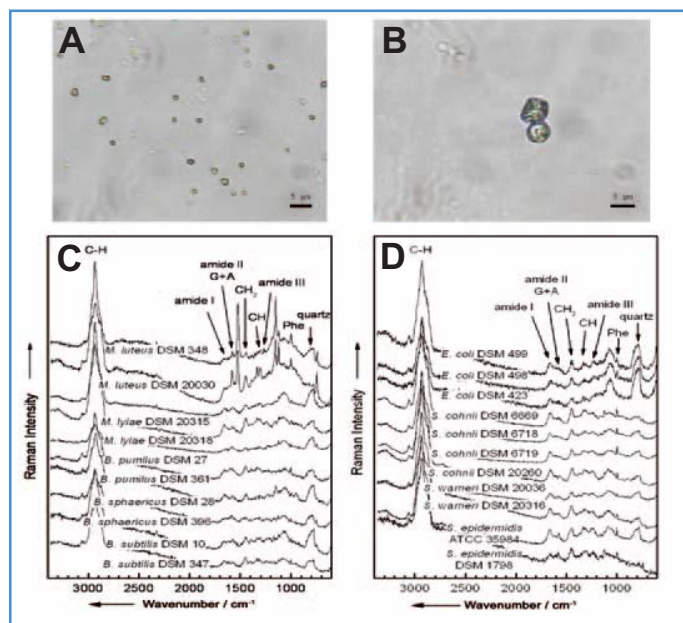 A
B
5 µm
5 µm
C
C-H
amide II
G+A
CH2
amide III
amide I
CH
Phe
quartz
M. luteus DSM 348
M. luteus DSM 20030
M. lylae DSM 20315
M. lylae DSM 20318
B. pumilus DSM 27
B. pumilus DSM 361
B. sphaericus DSM 28
B. sphaericus DSM 396
B. subtilis DSM 10
B. subtilis DSM 347
Raman Intensity
3000 2500 2000 1500 1000
Wavenumber / cm⁻¹
D
C-H
amide II
G+A
CH2
amide III
amide I
CH
Phe
quartz
E. coli DSM 499
E. coli DSM 498
E. coli DSM 423
S. cohnii DSM 6669
S. cohnii DSM 6718
S. cohnii DSM 6719
S. cohnii DSM 20260
S. warneri DSM 20036
S. warneri DSM 20316
S. epidermidis
ATCC 35984
S. epidermidis
DSM 1798
Raman Intensity
3000 2500 2000 1500 1000
Wavenumber / cm⁻¹